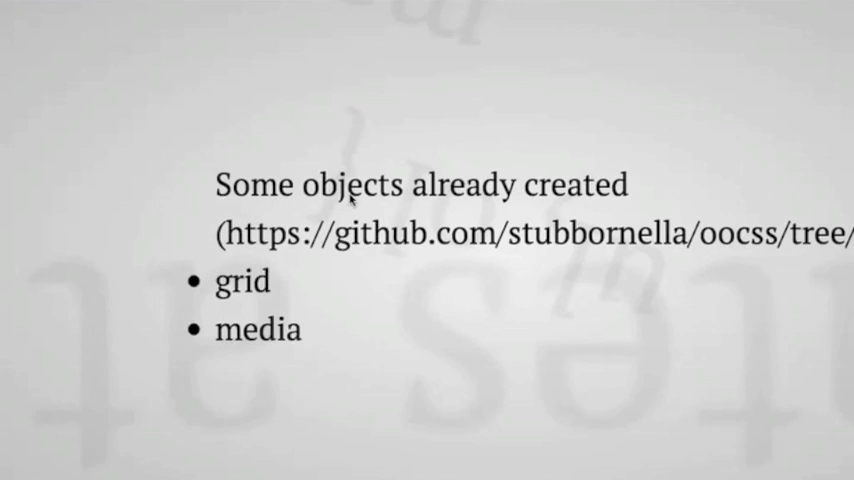 Some objects already created
(https://github.com/stubbornella/oocss/tree/
• grid
• media